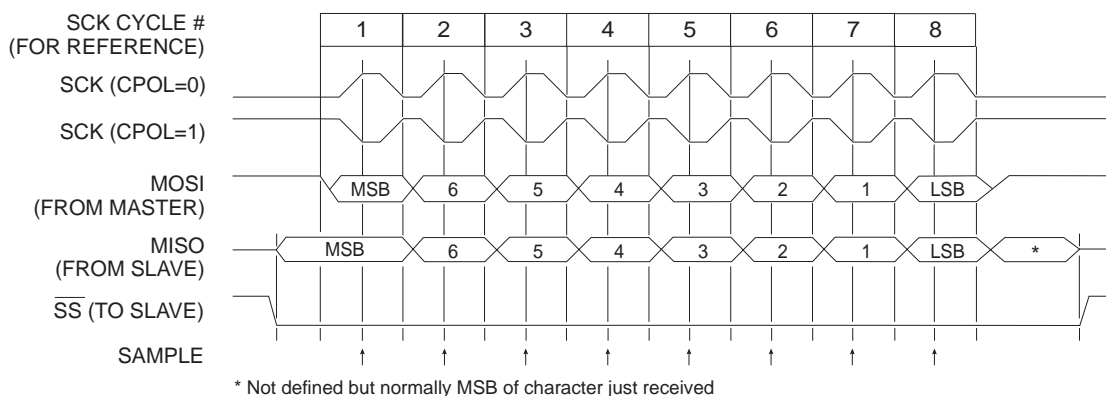 SCK CYCLE #
(FOR REFERENCE)
1 2 3 4 5 6 7 8
SCK (CPOL=0)
SCK (CPOL=1)
MOSI
(FROM MASTER)
MSB 6 5 4 3 2 1 LSB
MISO
(FROM SLAVE)
MSB 6 5 4 3 2 1 LSB *
SS (TO SLAVE)
SAMPLE
* Not defined but normally MSB of character just received